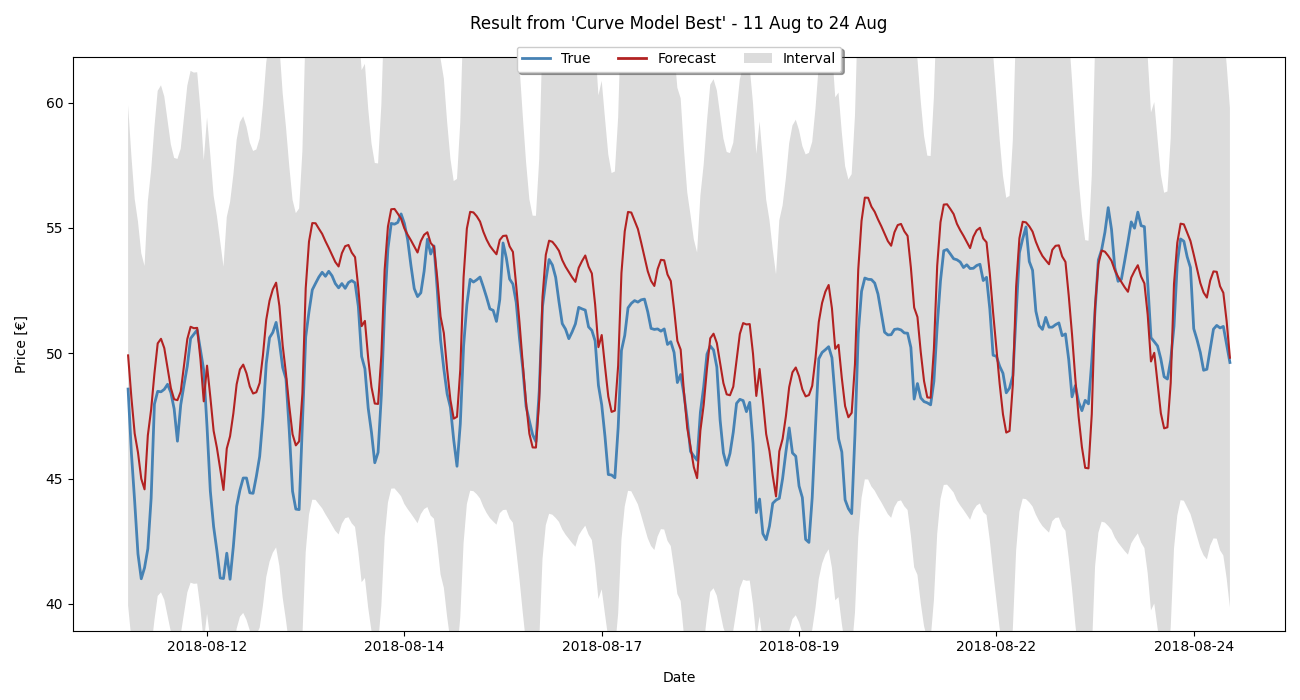 Result from 'Curve Model Best' - 11 Aug to 24 Aug
True Forecast Interval
Price [€]
60
55
50
45
40
2018-08-12 2018-08-14 2018-08-17 2018-08-19 2018-08-22 2018-08-24
Date